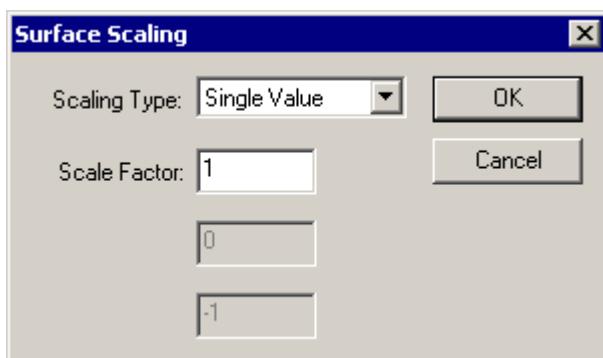 Surface Scaling
Scaling Type: Single Value OK
Scale Factor: 1 Cancel
0
-1